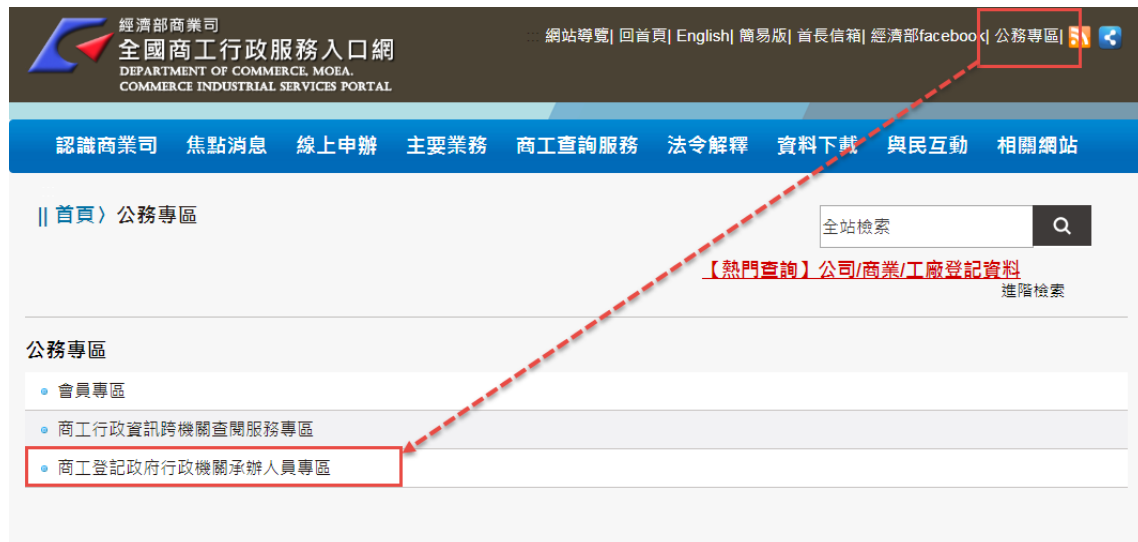 經濟部商業司
全國商工行政服務入口網
DEPARTMENT OF COMMERCE, MOEA.
COMMERCE INDUSTRIAL SERVICES PORTAL
::: 網站導覽| 回首頁| English| 簡易版| 首長信箱| 經濟部facebook| 公務專區|
認識商業司 焦點消息 線上申辦 主要業務 商工查詢服務 法令解釋 資料下載 與民互動 相關網站
|| 首頁〉公務專區
全站檢索
【熱門查詢】公司/商業/工廠登記資料
進階檢索
公務專區
會員專區
商工行政資訊跨機關查閱服務專區
商工登記政府行政機關承辦人員專區